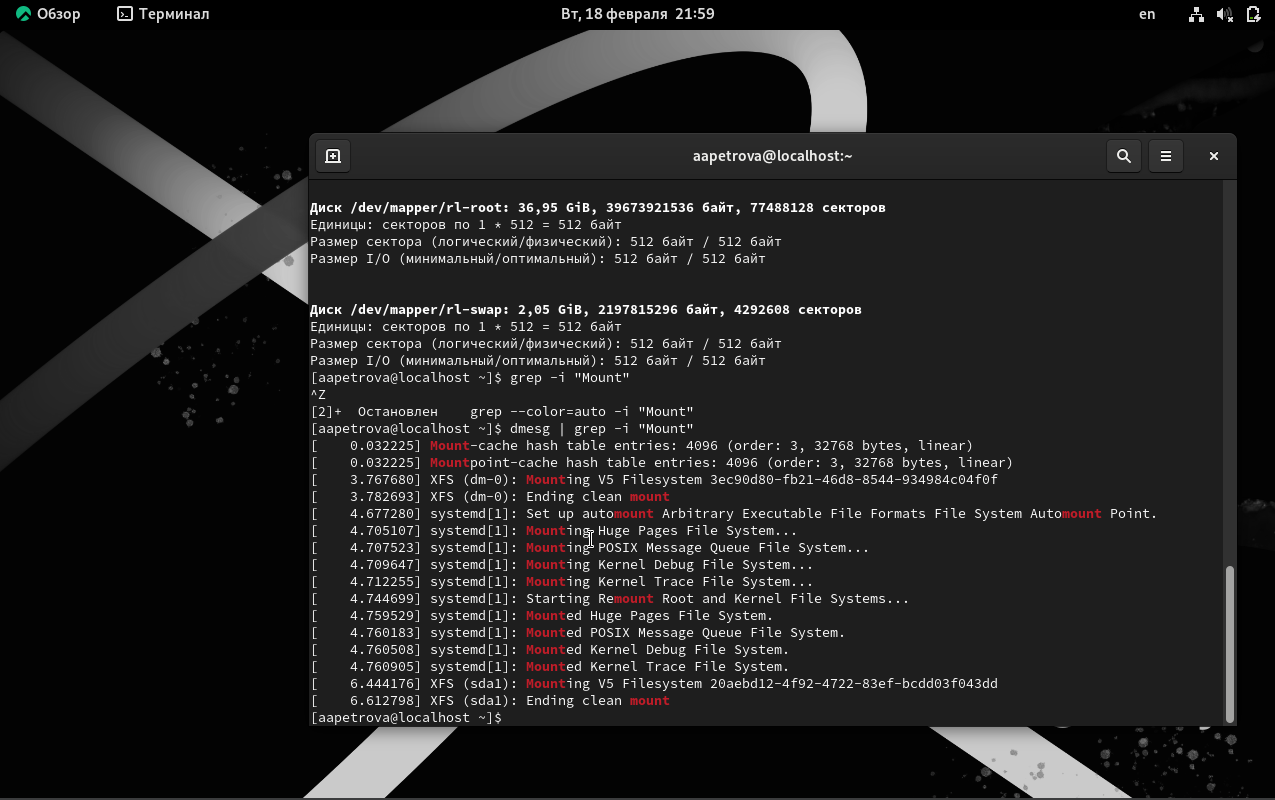 Обзор Терминал Вт, 18 февраля 21:59 en
aapetrova@localhost:~
Диск /dev/mapper/rl-root: 36,95 GiB, 39673921536 байт, 77488128 секторов
Единицы: секторов по 1 * 512 = 512 байт
Размер сектора (логический/физический): 512 байт / 512 байт
Размер I/O (минимальный/оптимальный): 512 байт / 512 байт
Диск /dev/mapper/rl-swap: 2,05 GiB, 2197815296 байт, 4292608 секторов
Единицы: секторов по 1 * 512 = 512 байт
Размер сектора (логический/физический): 512 байт / 512 байт
Размер I/O (минимальный/оптимальный): 512 байт / 512 байт
[aapetrova@localhost ~]$ grep -i "Mount"
^Z
[2]+  Остановлен    grep --color=auto -i "Mount"
[aapetrova@localhost ~]$ dmesg | grep -i "Mount"
[    0.032225] Mount-cache hash table entries: 4096 (order: 3, 32768 bytes, linear)
[    0.032225] Mountpoint-cache hash table entries: 4096 (order: 3, 32768 bytes, linear)
[    3.767680] XFS (dm-0): Mounting V5 Filesystem 3ec90d80-fb21-46d8-8544-934984c04f0f
[    3.782693] XFS (dm-0): Ending clean mount
[    4.677280] systemd[1]: Set up automount Arbitrary Executable File Formats File System Automount Point.
[    4.705107] systemd[1]: Mounting Huge Pages File System...
[    4.707523] systemd[1]: Mounting POSIX Message Queue File System...
[    4.709647] systemd[1]: Mounting Kernel Debug File System...
[    4.712255] systemd[1]: Mounting Kernel Trace File System...
[    4.744699] systemd[1]: Starting Remount Root and Kernel File Systems...
[    4.759529] systemd[1]: Mounted Huge Pages File System.
[    4.760183] systemd[1]: Mounted POSIX Message Queue File System.
[    4.760508] systemd[1]: Mounted Kernel Debug File System.
[    4.760905] systemd[1]: Mounted Kernel Trace File System.
[    6.444176] XFS (sda1): Mounting V5 Filesystem 20aebd12-4f92-4722-83ef-bcdd03f043dd
[    6.612798] XFS (sda1): Ending clean mount
[aapetrova@localhost ~]$